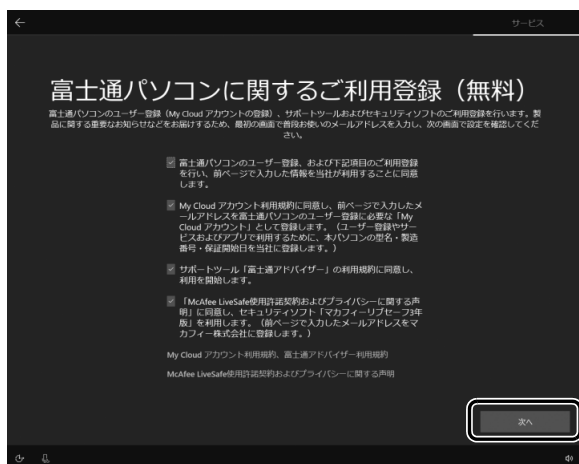 サービス
富士通パソコンに関するご利用登録（無料）
富士通パソコンのユーザー登録（My Cloud アカウントの登録）、サポートツールおよびセキュリティソフトのご利用登録を行います。製
品に関する重要なお知らせなどをお届けするため、最初の画面で普段お使いのメールアドレスを入力し、次の画面で設定を確認してくだ
さい。
富士通パソコンのユーザー登録、および下記項目のご利用登録
を行い、前ページで入力した情報を当社が利用することに同意
します。
My Cloud アカウント利用規約に同意し、前ページで入力したメ
ールアドレスを富士通パソコンのユーザー登録に必要な「My
Cloud アカウント」として登録します。（ユーザー登録やサー
ビスおよびアプリで利用するために、本パソコンの型名・製造
番号・保証開始日を当社に登録します。）
サポートツール「富士通アドバイザー」の利用規約に同意し、
利用を開始します。
「McAfee LiveSafe使用許諾契約およびプライバシーに関する声
明」に同意し、セキュリティソフト「マカフィーリブセーフ3年
版」を利用します。（前ページで入力したメールアドレスをマ
カフィー株式会社に登録します。）
My Cloud アカウント利用規約、富士通アドバイザー利用規約
McAfee LiveSafe使用許諾契約およびプライバシーに関する声明
次へ